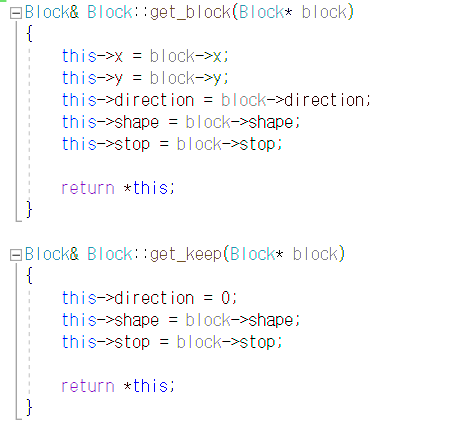 Block& Block::get_block(Block* block)
{
    this->x = block->x;
    this->y = block->y;
    this->direction = block->direction;
    this->shape = block->shape;
    this->stop = block->stop;

    return *this;
}

Block& Block::get_keep(Block* block)
{
    this->direction = 0;
    this->shape = block->shape;
    this->stop = block->stop;

    return *this;
}